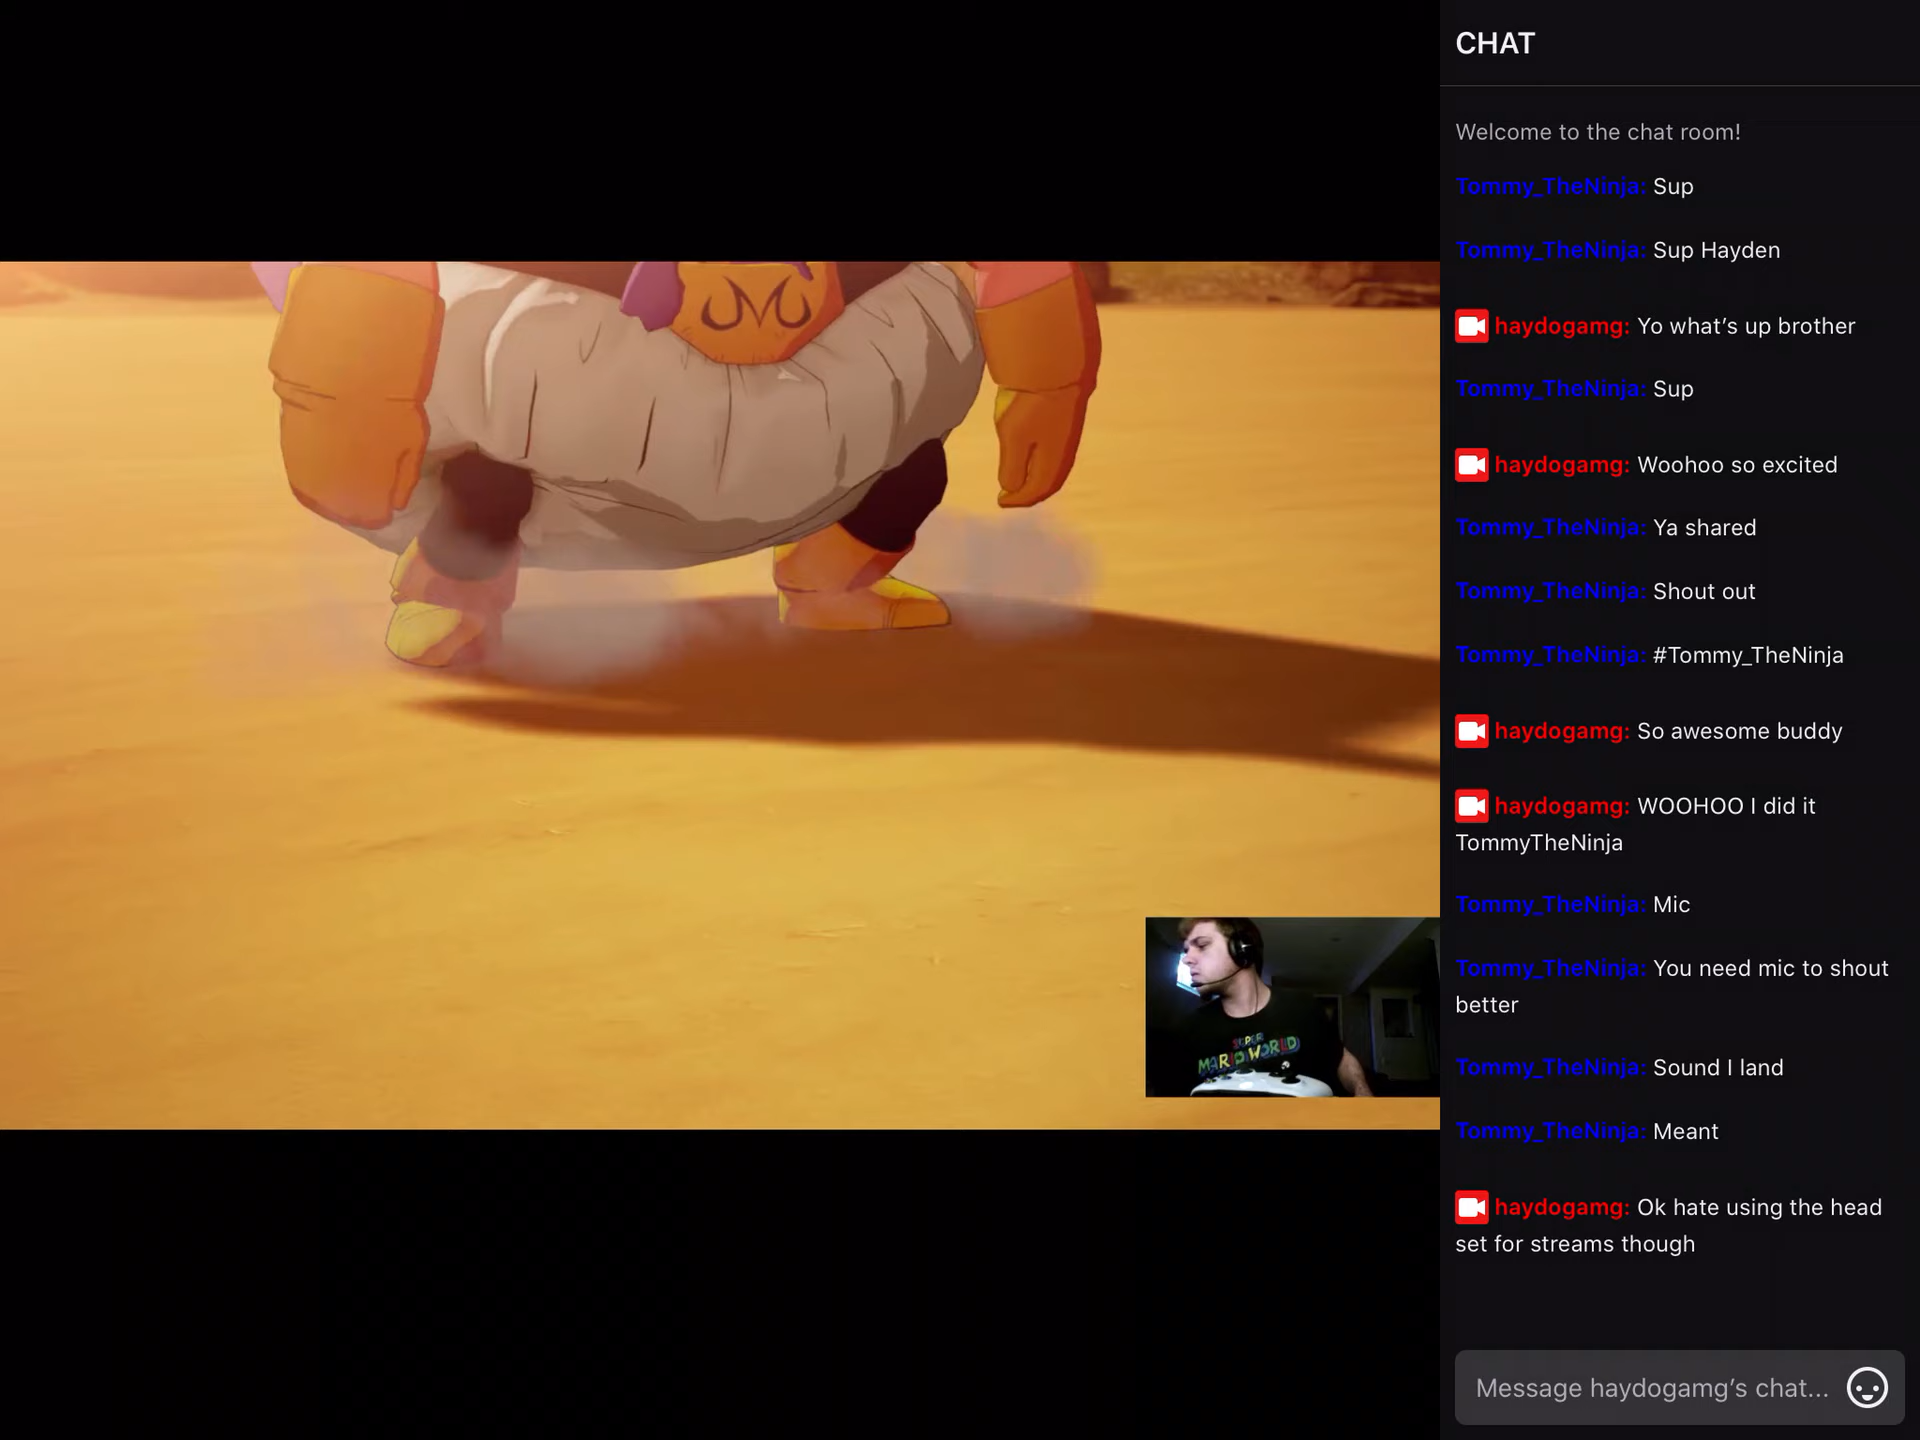 CHAT
Welcome to the chat room!
Tommy_TheNinja: Sup
Tommy_TheNinja: Sup Hayden
haydogamg: Yo what’s up brother
Tommy_TheNinja: Sup
haydogamg: Woohoo so excited
Tommy_TheNinja: Ya shared
Tommy_TheNinja: Shout out
Tommy_TheNinja: #Tommy_TheNinja
haydogamg: So awesome buddy
haydogamg: WOOHOO I did it
TommyTheNinja
Tommy_TheNinja: Mic
Tommy_TheNinja: You need mic to shout
better
Tommy_TheNinja: Sound I land
Tommy_TheNinja: Meant
haydogamg: Ok hate using the head
set for streams though
Message haydogamg’s chat...
SUPER
MARIO WORLD